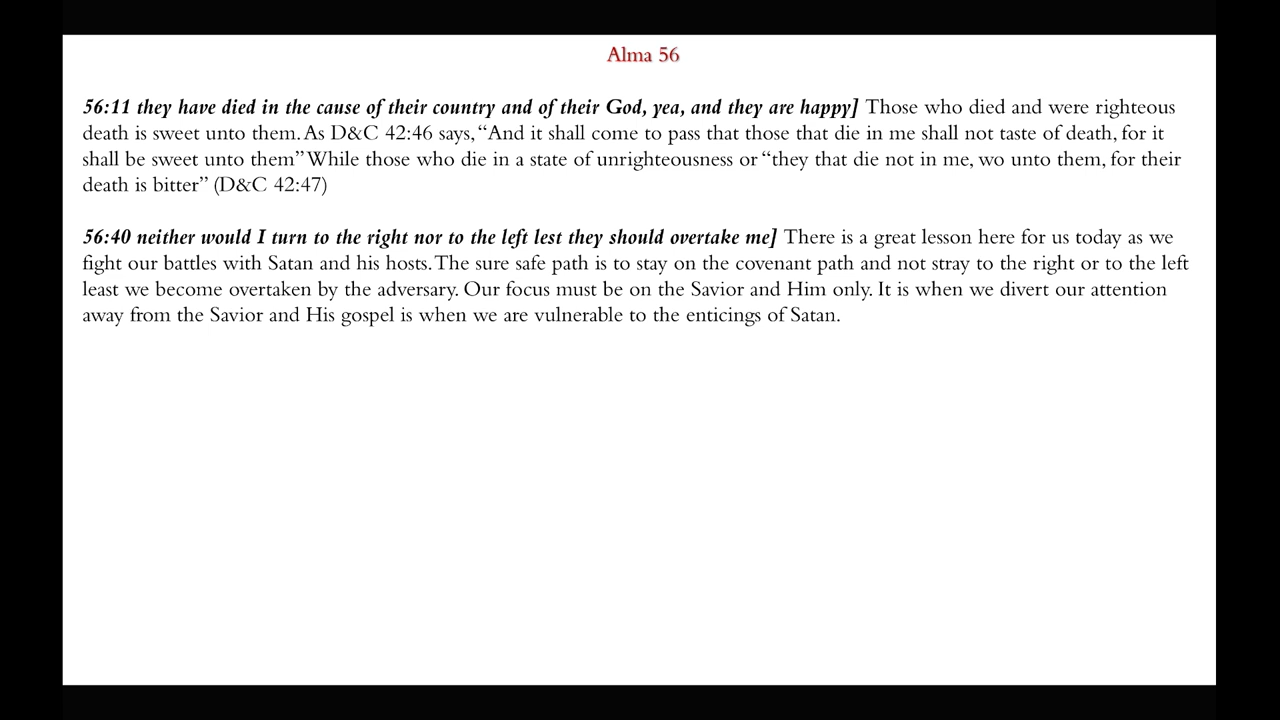 Alma 56
56:11 they have died in the cause of their country and of their God, yea, and they are happy] Those who died and were righteous
death is sweet unto them. As D&C 42:46 says, “And it shall come to pass that those that die in me shall not taste of death, for it
shall be sweet unto them” While those who die in a state of unrighteousness or “they that die not in me, wo unto them, for their
death is bitter” (D&C 42:47)
56:40 neither would I turn to the right nor to the left lest they should overtake me] There is a great lesson here for us today as we
fight our battles with Satan and his hosts. The sure safe path is to stay on the covenant path and not stray to the right or to the left
least we become overtaken by the adversary. Our focus must be on the Savior and Him only. It is when we divert our attention
away from the Savior and His gospel is when we are vulnerable to the enticings of Satan.